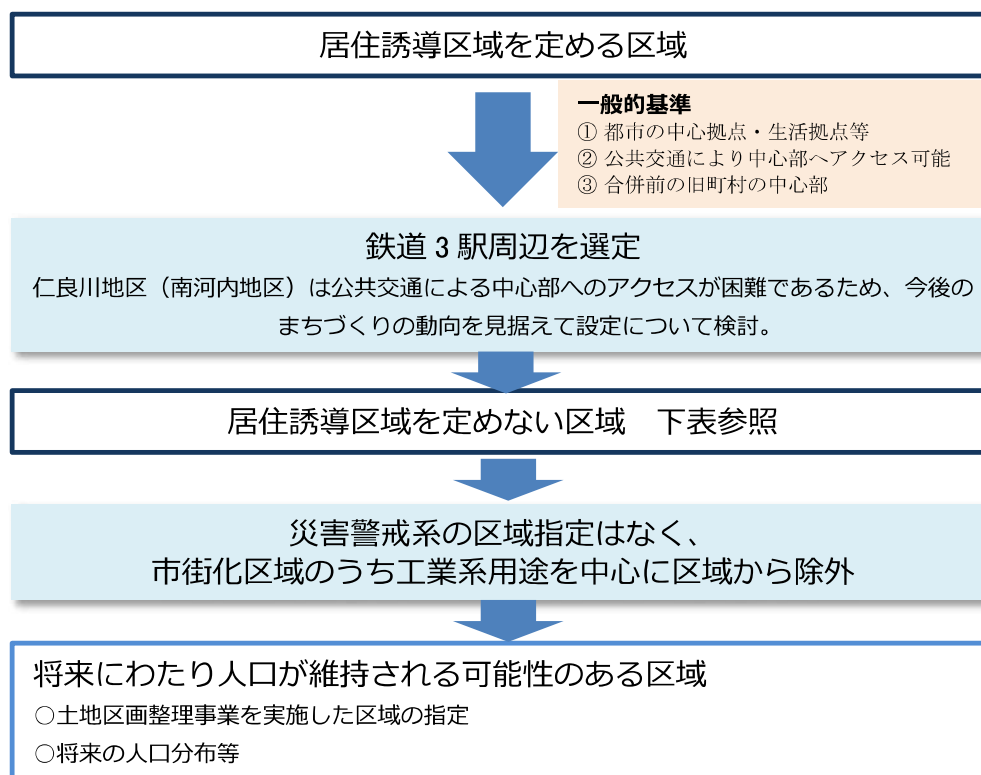 居住誘導区域を定める区域
一般的基準
① 都市の中心拠点・生活拠点等
② 公共交通により中心部へアクセス可能
③ 合併前の旧町村の中心部
鉄道３駅周辺を選定
仁良川地区（南河内地区）は公共交通による中心部へのアクセスが困難であるため、今後の
まちづくりの動向を見据えて設定について検討。
居住誘導区域を定めない区域　下表参照
災害警戒系の区域指定はなく、
市街化区域のうち工業系用途を中心に区域から除外
将来にわたり人口が維持される可能性のある区域
○土地区画整理事業を実施した区域の指定
○将来の人口分布等